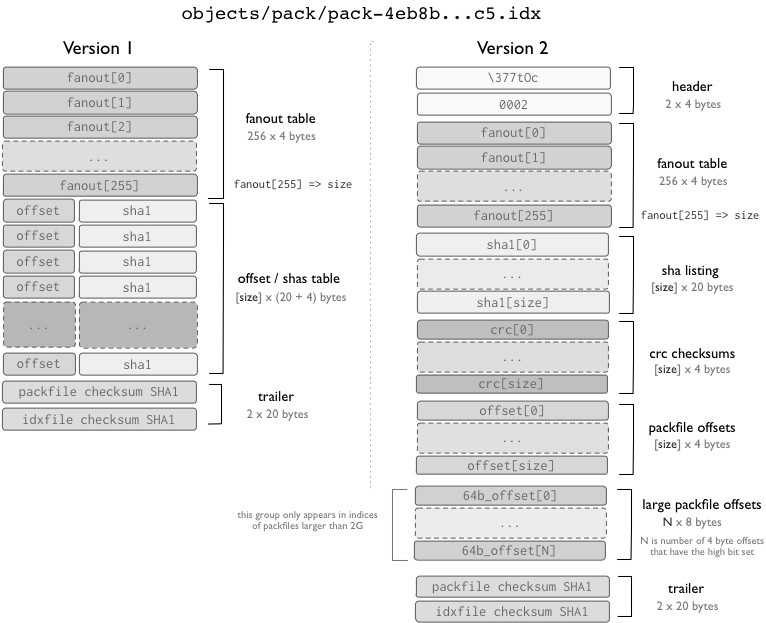 objects/pack/pack-4eb8b...c5.idx
Version 1
fanout[0]
fanout[1]
fanout[2]
...
fanout[255]
fanout table
256 x 4 bytes
fanout[255] => size
offset sha1
offset sha1
offset sha1
offset sha1
... ...
offset sha1
offset / shas table
[size] x (20 + 4) bytes
packfile checksum SHA1
idxfile checksum SHA1
trailer
2 x 20 bytes
Version 2
\377tOc
0002
header
2 x 4 bytes
fanout[0]
fanout[1]
...
fanout[255]
fanout table
256 x 4 bytes
fanout[255] => size
sha1[0]
...
sha1[size]
sha listing
[size] x 20 bytes
crc[0]
...
crc[size]
crc checksums
[size] x 4 bytes
offset[0]
...
offset[size]
packfile offsets
[size] x 4 bytes
this group only appears in indices
of packfiles larger than 2G
64b_offset[0]
...
64b_offset[N]
large packfile offsets
N x 8 bytes
N is number of 4 byte offsets
that have the high bit set
packfile checksum SHA1
idxfile checksum SHA1
trailer
2 x 20 bytes